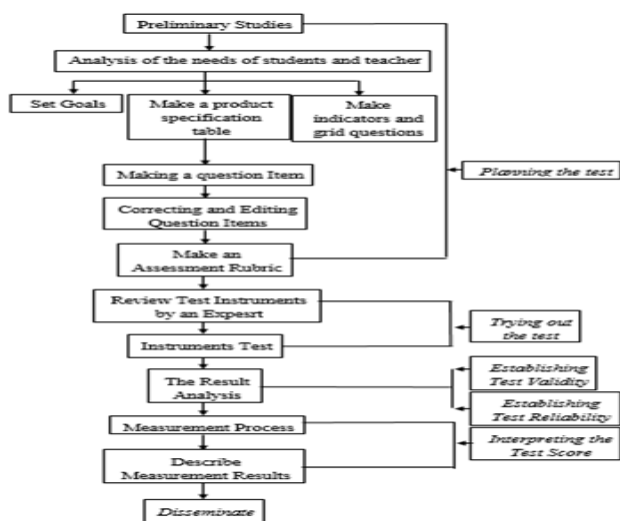 Preliminary Studies
Analysis of the needs of students and teacher
Set Goals
Make a product
specification
table
Make
indicators and
grid questions
Making a question Item
Planning the test
Correcting and Editing
Question Items
Make an
Assessment Rubric
Review Test Instruments
by an Expesrt
Trying out
the test
Instruments Test
The Result
Analysis
Establishing
Test Validity
Establishing
Test Reliability
Measurement Process
Interpreting the
Test Score
Describe
Measurement Results
Disseminate